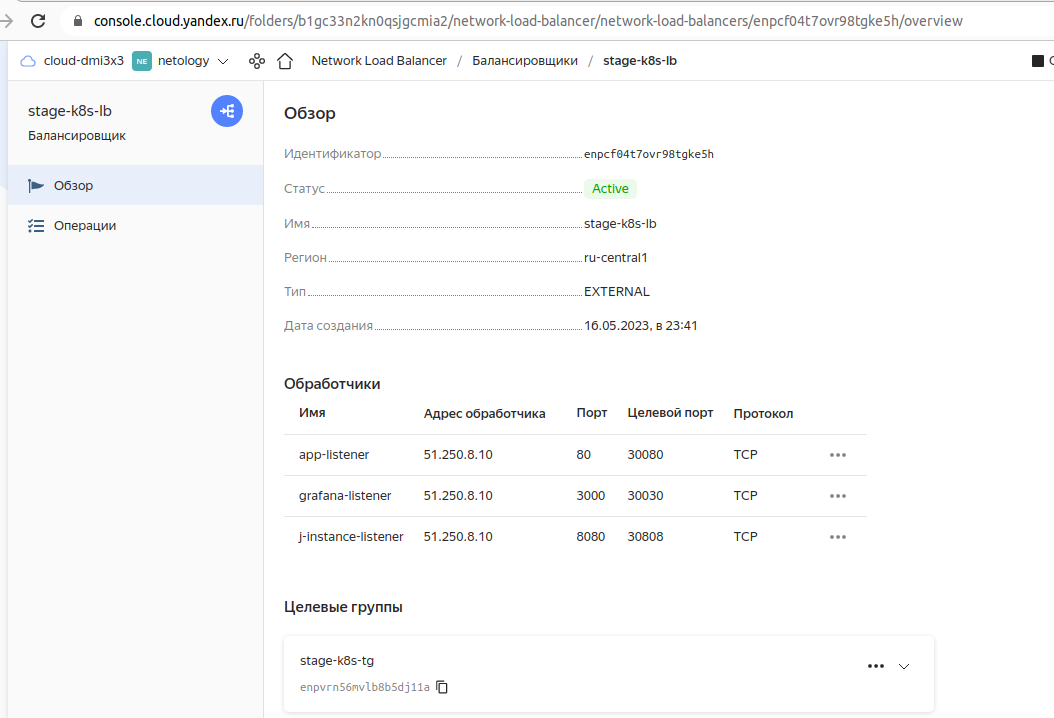 console.cloud.yandex.ru/folders/b1gc33n2kn0qsjgcmia2/network-load-balancer/network-load-balancers/enpcf04t7ovr98tgke5h/overview
cloud-dmi3x3 NE netology Network Load Balancer / Балансировщики / stage-k8s-lb
stage-k8s-lb
Балансировщик
Обзор
Операции
Обзор
Идентификатор enpcf04t7ovr98tgke5h
Статус Active
Имя stage-k8s-lb
Регион ru-central1
Тип EXTERNAL
Дата создания 16.05.2023, в 23:41
Обработчики
Имя Адрес обработчика Порт Целевой порт Протокол
app-listener 51.250.8.10 80 30080 TCP
grafana-listener 51.250.8.10 3000 30030 TCP
j-instance-listener 51.250.8.10 8080 30808 TCP
Целевые группы
stage-k8s-tg
enpvrn56mvlb8b5dj11a